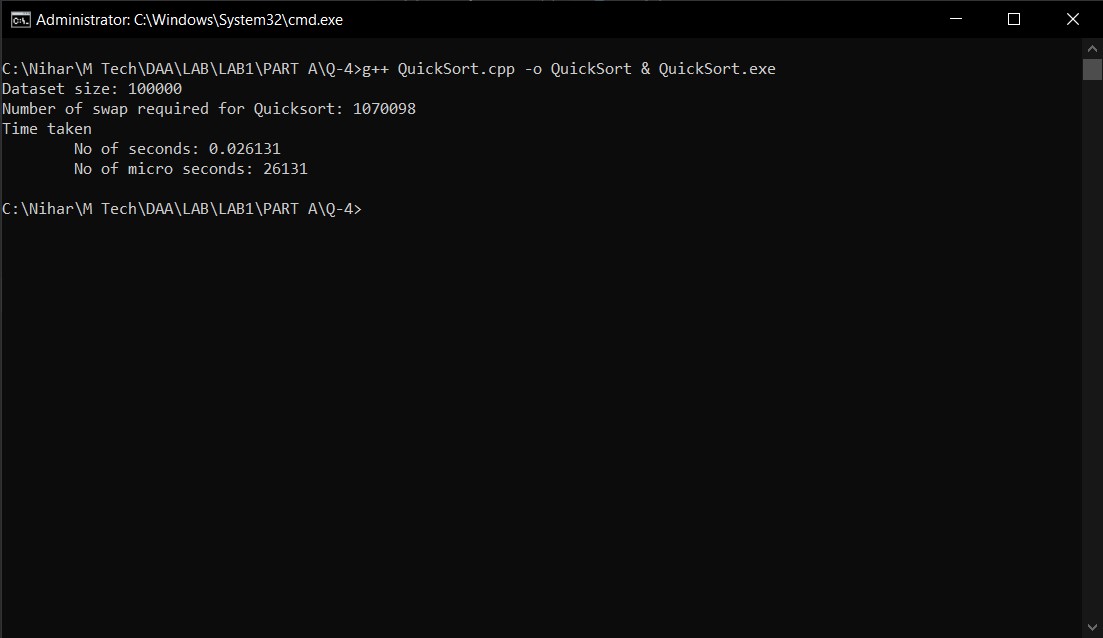 Administrator: C:\Windows\System32\cmd.exe
C:\Nihar\M Tech\DAA\LAB\LAB1\PART A\Q-4>g++ QuickSort.cpp -o QuickSort & QuickSort.exe
Dataset size: 100000
Number of swap required for Quicksort: 1070098
Time taken
No of seconds: 0.026131
No of micro seconds: 26131
C:\Nihar\M Tech\DAA\LAB\LAB1\PART A\Q-4>